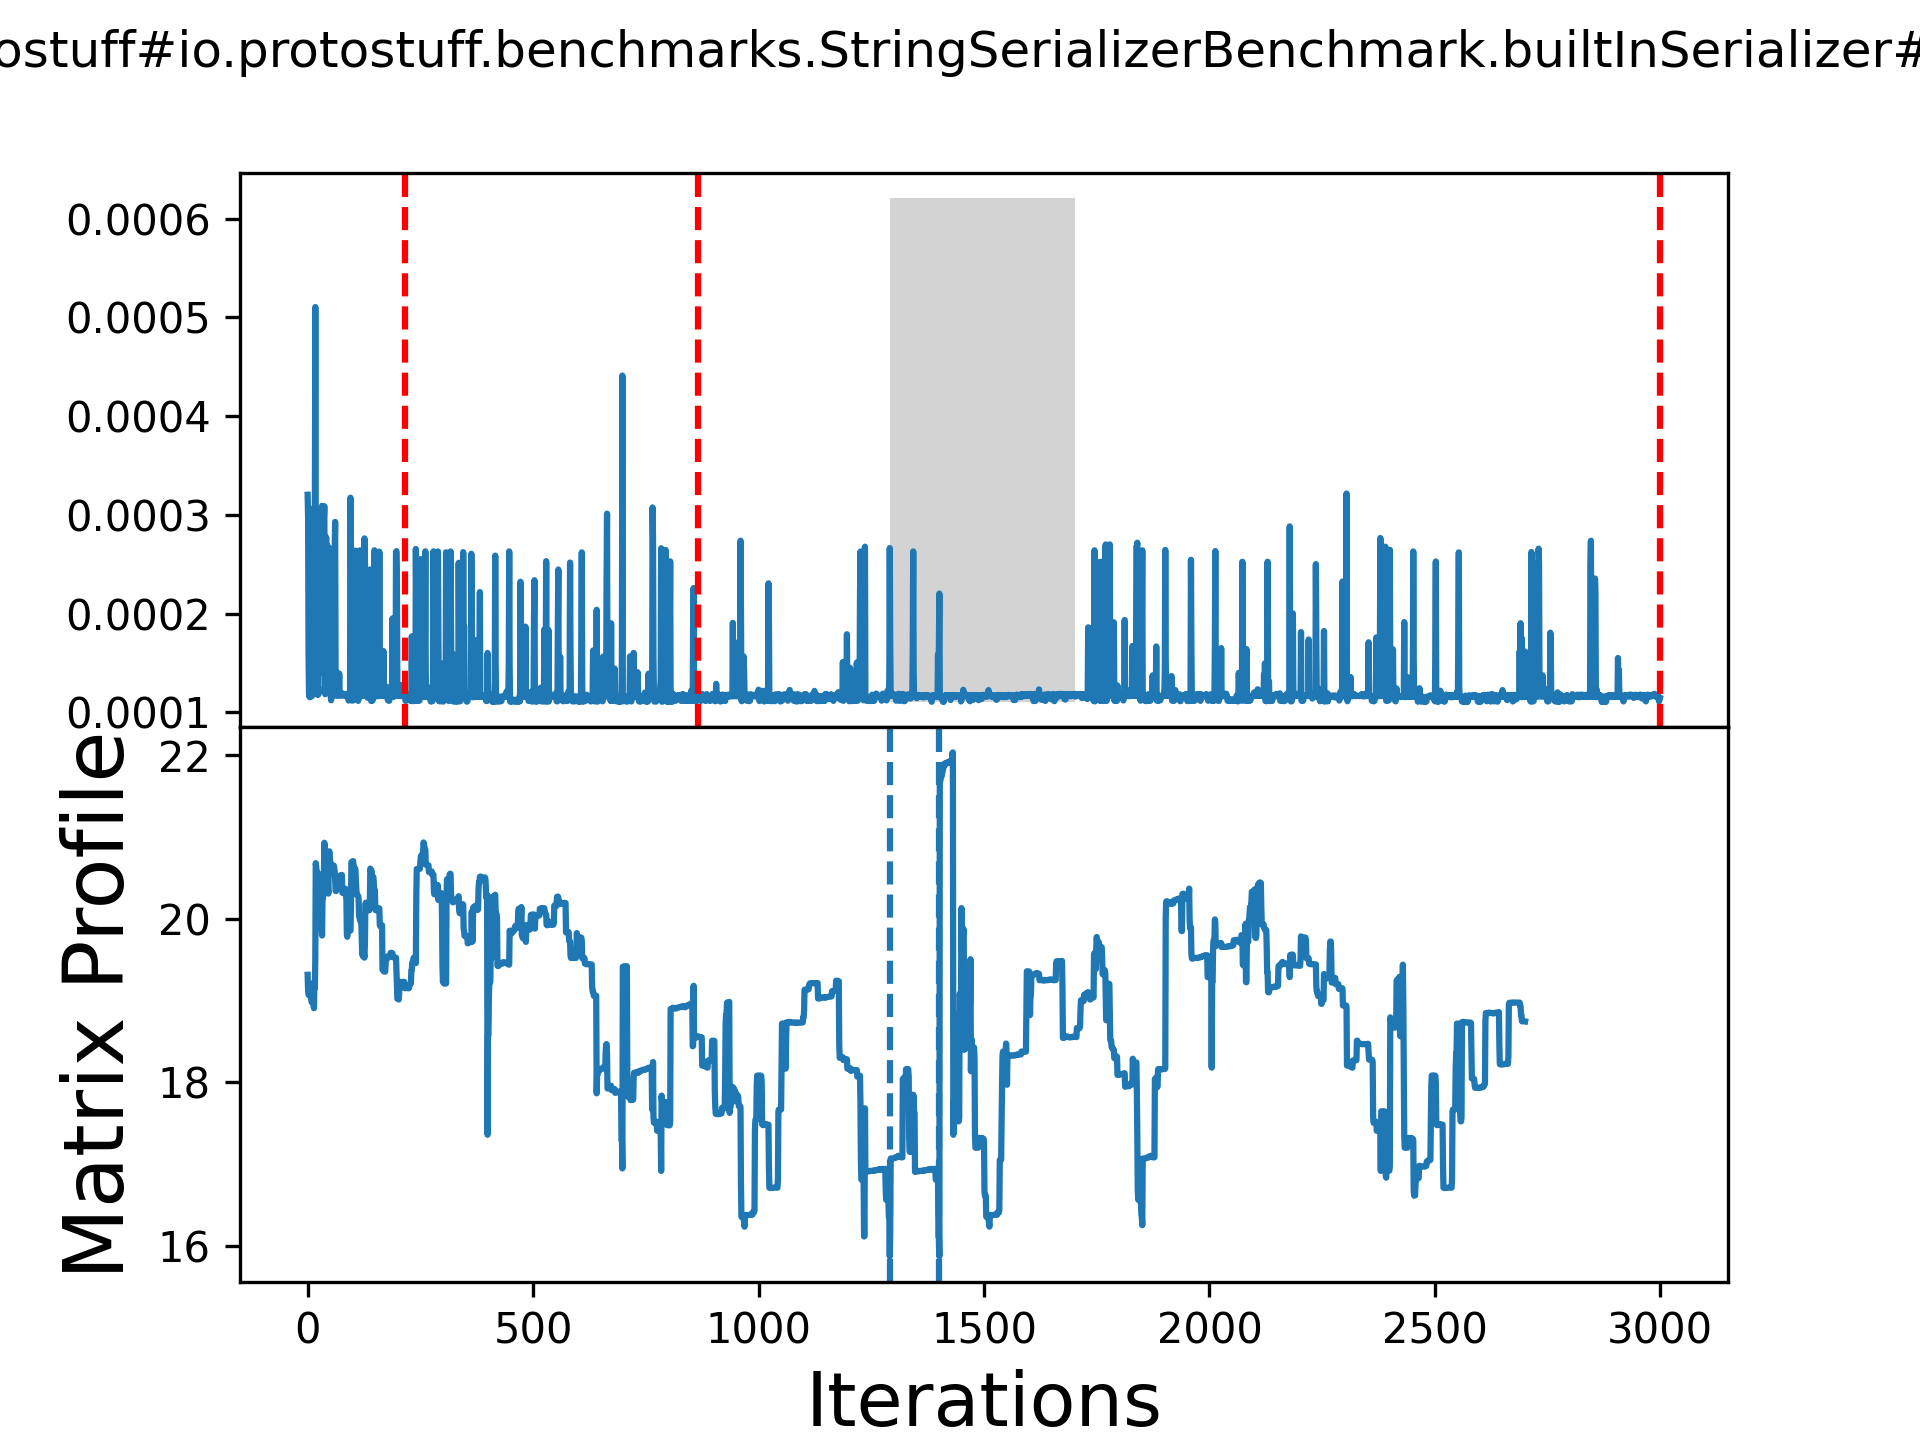 ostuff#io.protostuff.benchmarks.StringSerializerBenchmark.builtInSerializer#
0.0006
0.0005
0.0004
0.0003
0.0002
0.0001
22
20
18
16
Matrix Profile
0 500 1000 1500 2000 2500 3000
Iterations